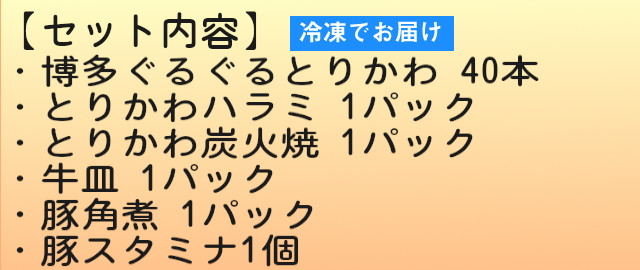 【セット内容】 冷凍でお届け
・博多ぐるぐるとりかわ 40本
・とりかわハラミ 1パック
・とりかわ炭火焼 1パック
・牛皿 1パック
・豚角煮 1パック
・豚スタミナ1個